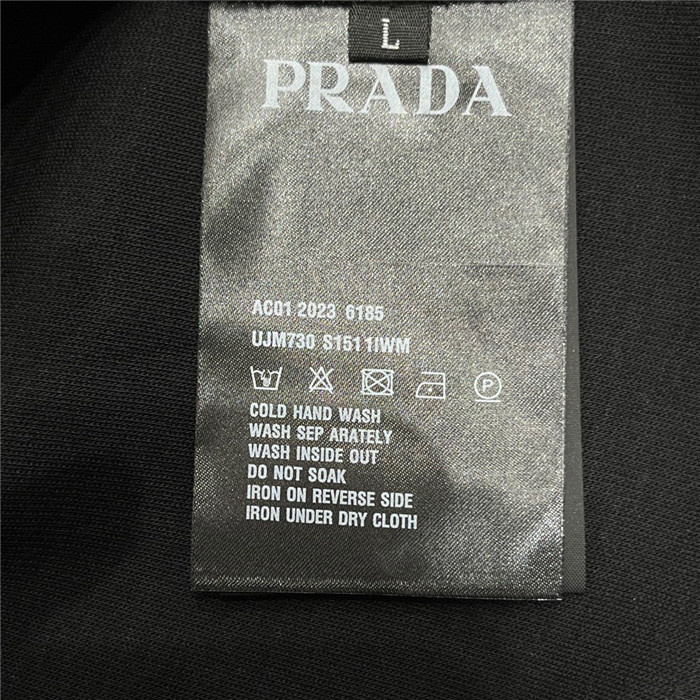 L
PRADA
AC01 2023 6185
UJM730 S151 1IWM
P
COLD HAND WASH
WASH SEP ARATELY
WASH INSIDE OUT
DO NOT SOAK
IRON ON REVERSE SIDE
IRON UNDER DRY CLOTH